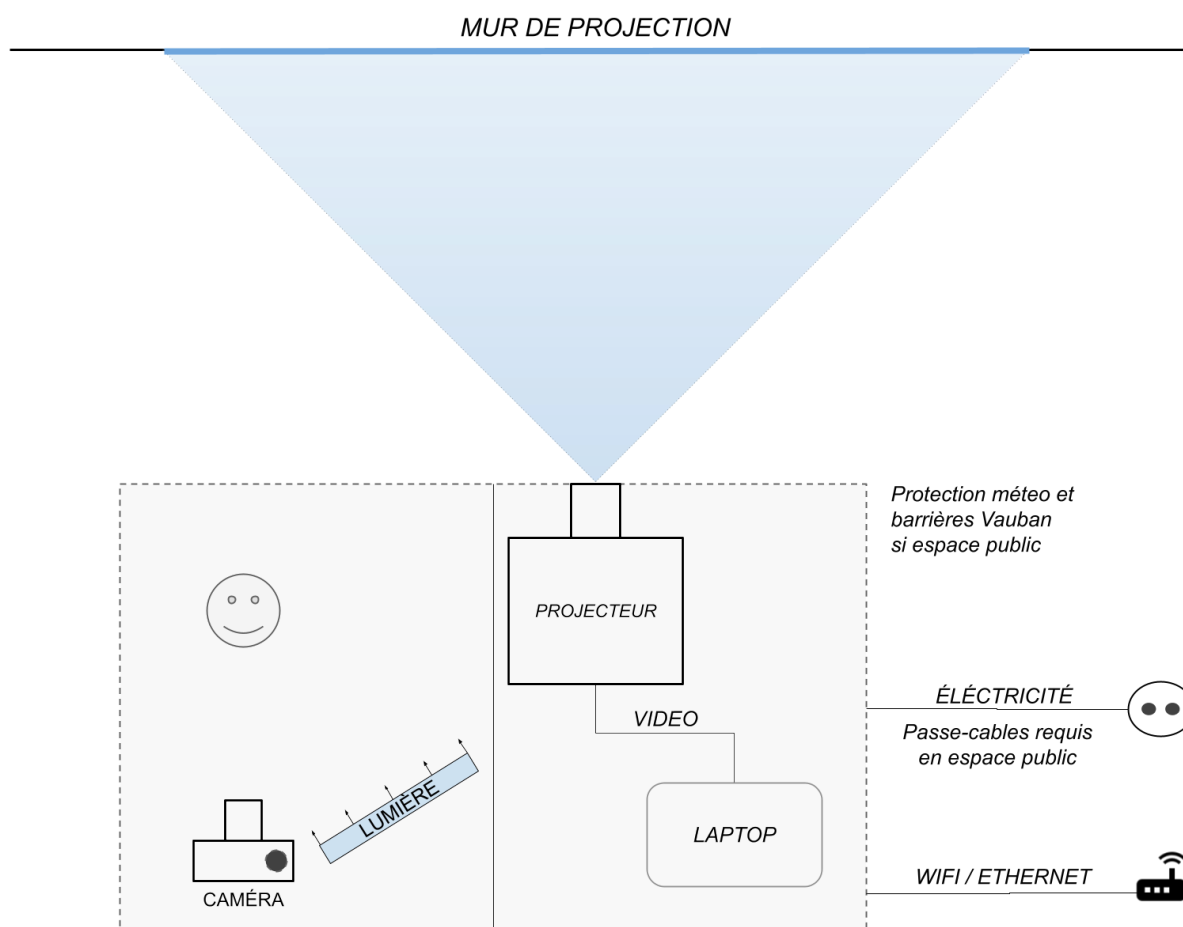 MUR DE PROJECTION
Protection méteo et
barrières Vauban
si espace public
PROJECTEUR
VIDEO
ÉLÉCTRICITÉ
Passe-cables requis
en espace public
LUMIÈRE
LAPTOP
WIFI / ETHERNET
CAMÉRA